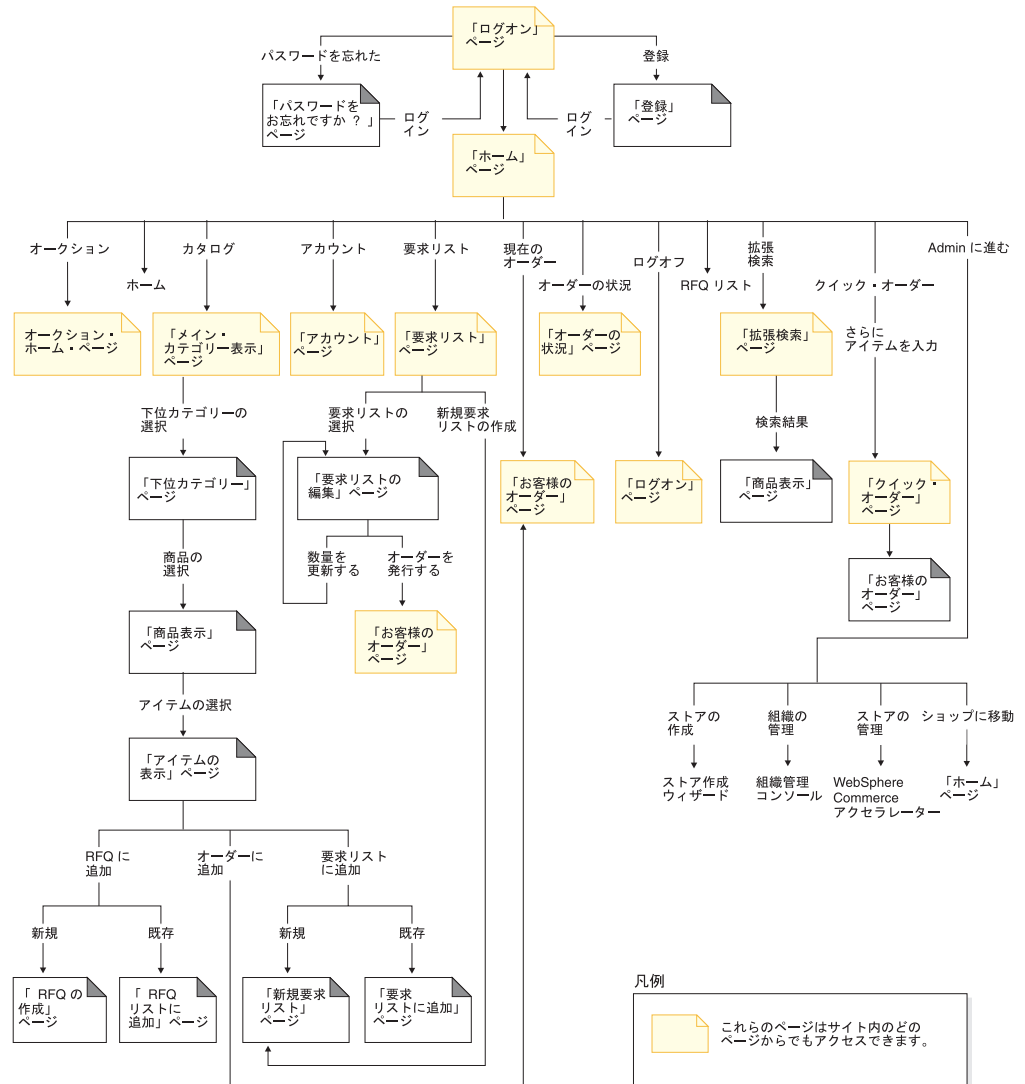 「ログオン」
ページ
パスワードを忘れた
登録
「パスワードを
お忘れですか ? 」
ページ
ログ
イン
ログ
イン
「登録」
ページ
「ホーム」
ページ
オークション
ホーム
カタログ
アカウント
要求リスト
現在の
オーダー
オーダーの状況
ログオフ
RFQ リスト
拡張
検索
クイック・オーダー
Admin に進む
オークション・
ホーム・ページ
「メイン・
カテゴリー表示」
ページ
「アカウント」
ページ
「要求リスト」
ページ
「オーダーの
状況」ページ
「拡張検索」
ページ
さらに
アイテムを入力
下位カテゴリーの
選択
要求リストの
選択
新規要求
リストの作成
検索結果
「下位カテゴリー」
ページ
「要求リストの
編集」ページ
「お客様の
オーダー」
ページ
「ログオン」
ページ
「商品表示」
ページ
「クイック・
オーダー」
ページ
商品の
選択
数量を
更新する
オーダーを
発行する
「お客様の
オーダー」
ページ
「商品表示」
ページ
「お客様の
オーダー」
ページ
アイテムの選択
ストアの
作成
組織の
管理
ストアの
管理
ショップに移動
「アイテムの
表示」ページ
ストア作成
ウィザード
組織管理
コンソール
WebSphere
Commerce
アクセラレーター
「ホーム」
ページ
RFQ に
追加
オーダーに
追加
要求リスト
に追加
新規
既存
新規
既存
「 RFQ の
作成」
ページ
「 RFQ
リストに
追加」ページ
「新規要求
リスト」
ページ
「要求
リストに追加」
ページ
凡例
これらのページはサイト内のどの
ページからでもアクセスできます。